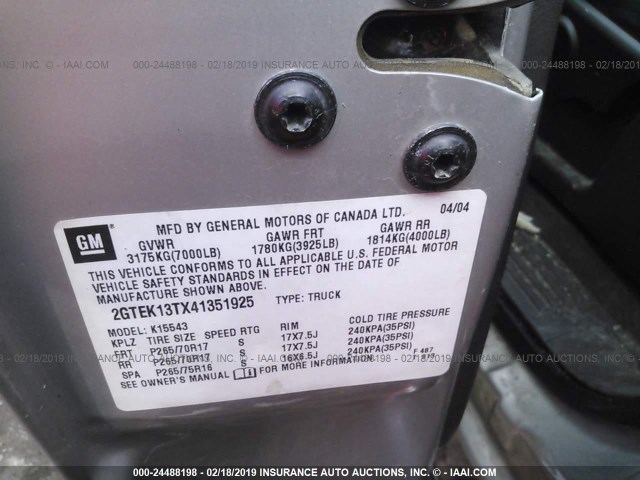 000-24488198 - 02/18/2019 INSURANCE AUTO AUCTIONS, INC. - IAAI.COM
GM
MFD BY GENERAL MOTORS OF CANADA LTD. 04/04
GVWR GAWR FRT GAWR RR
3175KG(7000LB) 1780KG(3925LB) 1814KG(4000LB)
THIS VEHICLE CONFORMS TO ALL APPLICABLE U.S. FEDERAL MOTOR
VEHICLE SAFETY STANDARDS IN EFFECT ON THE DATE OF
MANUFACTURE SHOWN ABOVE.
2GTEK13TX41351925 TYPE: TRUCK
MODEL: K15543
KPLZ TIRE SIZE SPEED RTG RIM COLD TIRE PRESSURE
FRT P265/70R17 S 17X7.5J 240KPA(35PSI)
RR P265/70R17 S 17X7.5J 240KPA(35PSI)
SPA P265/75R16 S 16X6.5J 240KPA(35PSI)
SEE OWNER'S MANUAL FOR MORE INFORMATION.
000-24488198 - 02/18/2019 INSURANCE AUTO AUCTIONS, INC. - IAAI.COM